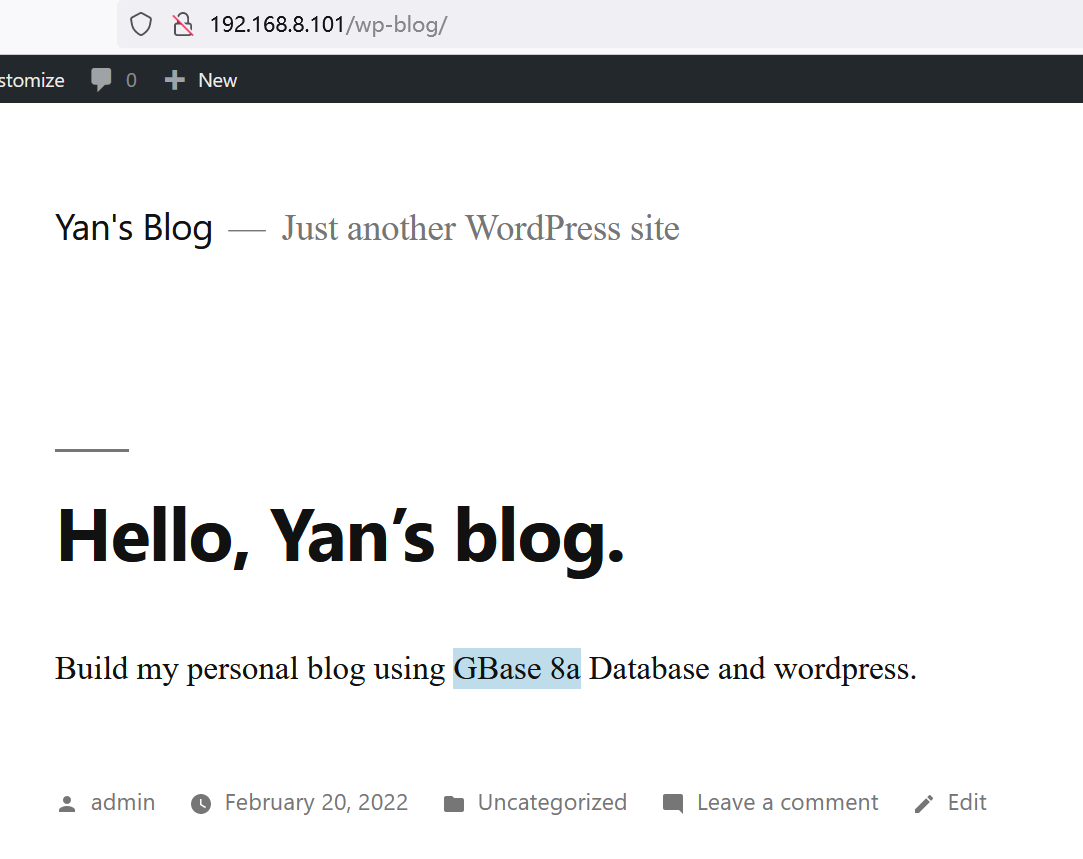 192.168.8.101/wp-blog/
stomize 0 New
Yan's Blog — Just another WordPress site
Hello, Yan’s blog.
Build my personal blog using GBase 8a Database and wordpress.
admin February 20, 2022 Uncategorized Leave a comment Edit